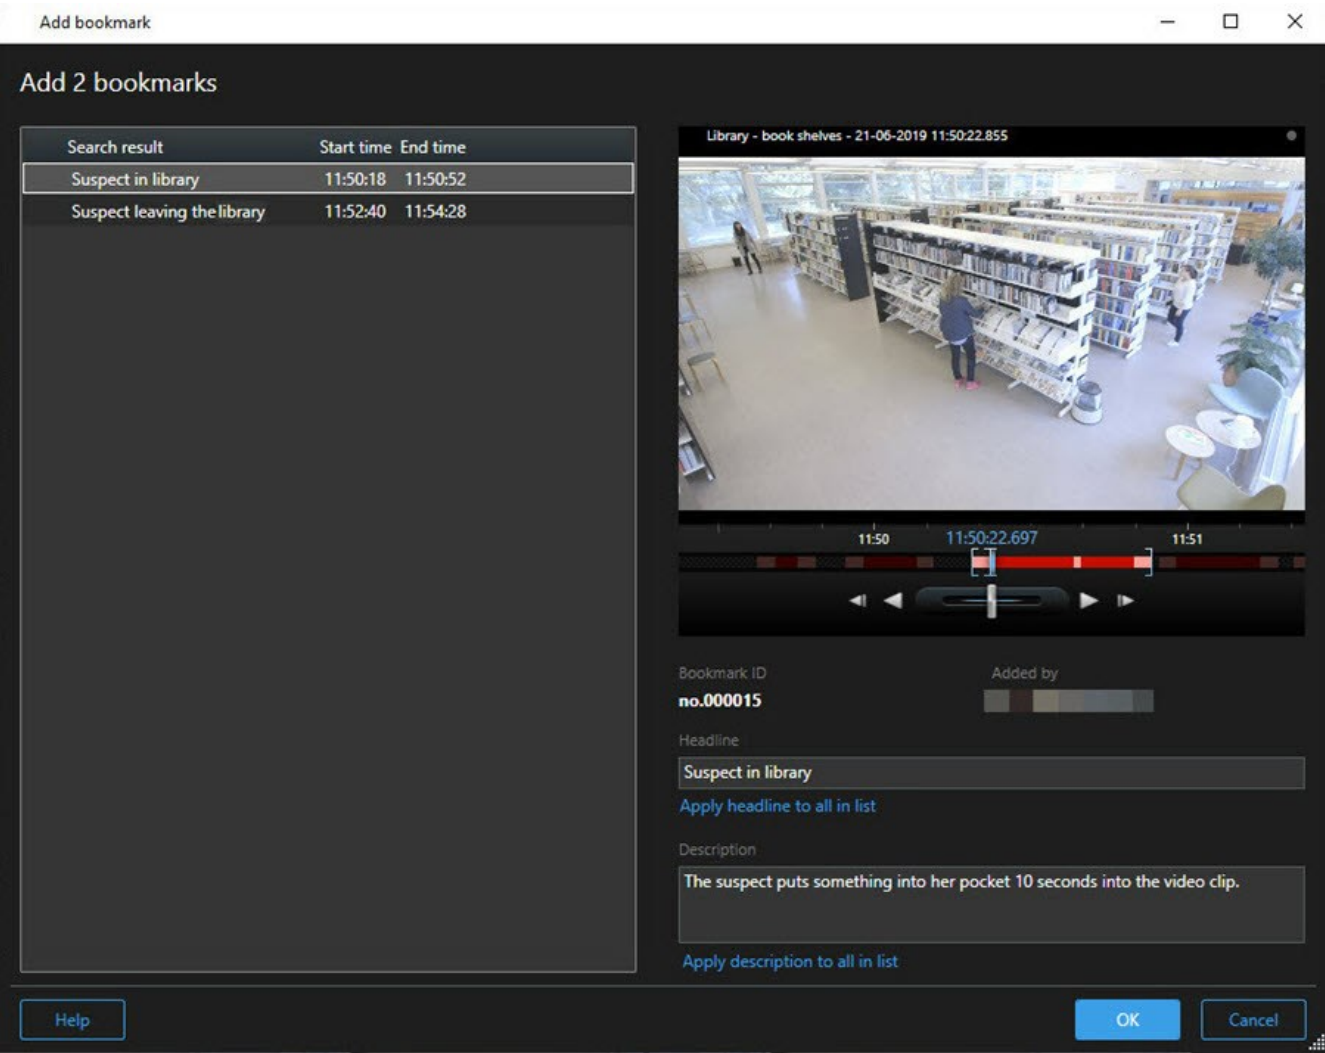 Add bookmark
Add 2 bookmarks
Search result Start time End time
Suspect in library 11:50:18 11:50:52
Suspect leaving the library 11:52:40 11:54:28
Library - book shelves - 21-06-2019 11:50:22.855
11:50 11:50:22.697 11:51
Bookmark ID Added by
no.000015
Headline
Suspect in library
Apply headline to all in list
Description
The suspect puts something into her pocket 10 seconds into the video clip.
Apply description to all in list
Help OK Cancel